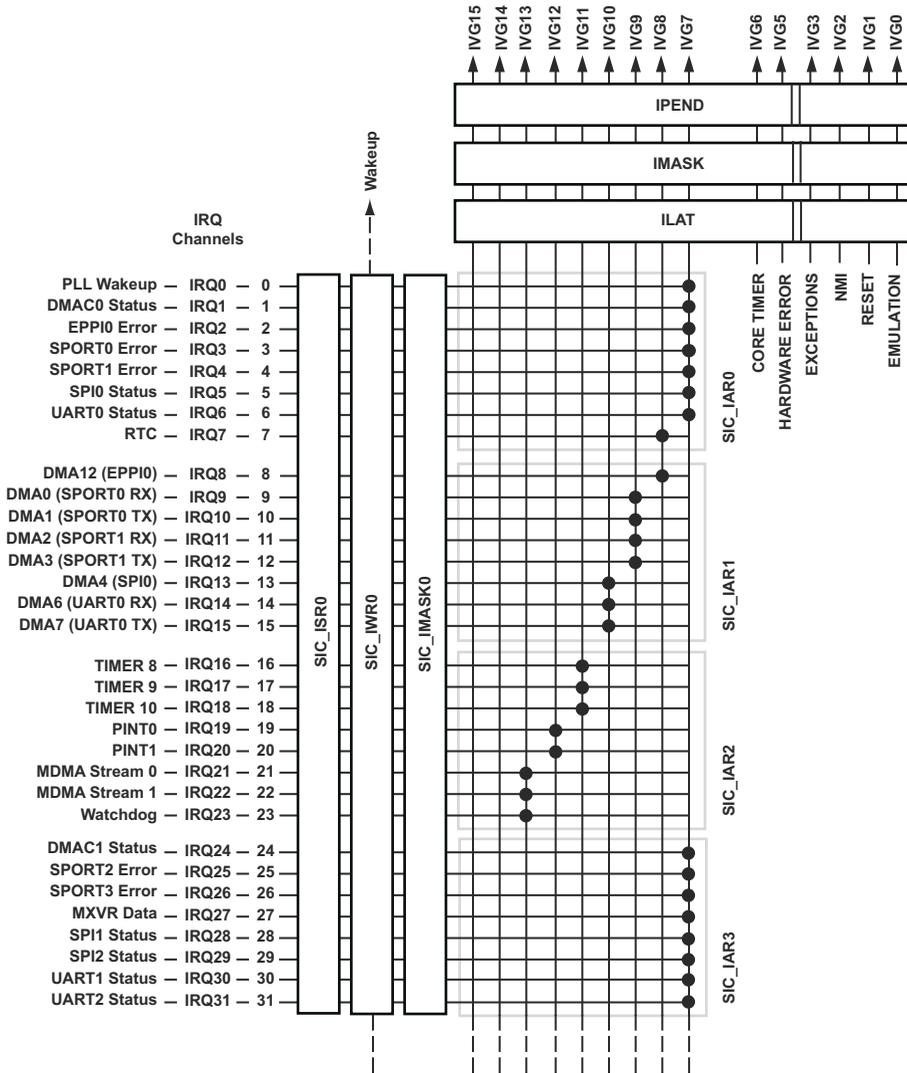 IVG15
IVG14
IVG13
IVG12
IVG11
IVG10
IVG9
IVG8
IVG7
IVG6
IVG5
IVG3
IVG2
IVG1
IVG0
IPEND
IMASK
ILAT
Wakeup
IRQ
Channels
CORE TIMER
HARDWARE ERROR
EXCEPTIONS
NMI
RESET
EMULATION
PLL Wakeup – IRQ0 – 0
DMAC0 Status – IRQ1 – 1
EPPI0 Error – IRQ2 – 2
SPORT0 Error – IRQ3 – 3
SPORT1 Error – IRQ4 – 4
SPI0 Status – IRQ5 – 5
UART0 Status – IRQ6 – 6
RTC – IRQ7 – 7
SIC_IAR0
DMA12 (EPPI0) – IRQ8 – 8
DMA0 (SPORT0 RX) – IRQ9 – 9
DMA1 (SPORT0 TX) – IRQ10 – 10
DMA2 (SPORT1 RX) – IRQ11 – 11
DMA3 (SPORT1 TX) – IRQ12 – 12
DMA4 (SPI0) – IRQ13 – 13
DMA6 (UART0 RX) – IRQ14 – 14
DMA7 (UART0 TX) – IRQ15 – 15
SIC_IAR1
SIC_ISR0
SIC_IWR0
SIC_IMASK0
TIMER 8 – IRQ16 – 16
TIMER 9 – IRQ17 – 17
TIMER 10 – IRQ18 – 18
PINT0 – IRQ19 – 19
PINT1 – IRQ20 – 20
MDMA Stream 0 – IRQ21 – 21
MDMA Stream 1 – IRQ22 – 22
Watchdog – IRQ23 – 23
SIC_IAR2
DMAC1 Status – IRQ24 – 24
SPORT2 Error – IRQ25 – 25
SPORT3 Error – IRQ26 – 26
MXVR Data – IRQ27 – 27
SPI1 Status – IRQ28 – 28
SPI2 Status – IRQ29 – 29
UART1 Status – IRQ30 – 30
UART2 Status – IRQ31 – 31
SIC_IAR3